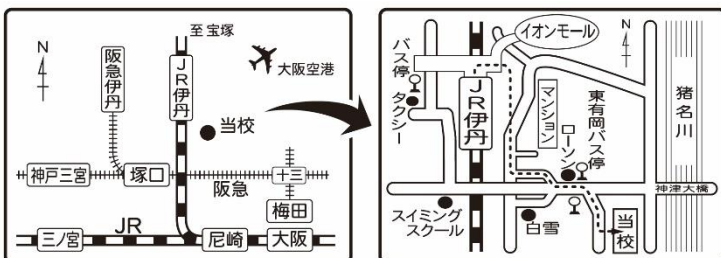 至 宝塚
N
阪急伊丹
JR伊丹
大阪空港
当校
神戸三宮
塚口
阪急
十三
梅田
JR
三ノ宮
尼崎
大阪
N
バス停
タクシー
イオンモール
JR伊丹
マンション
ローソン
東有岡バス停
猪名川
神津大橋
スイミング
スクール
白雪
当校